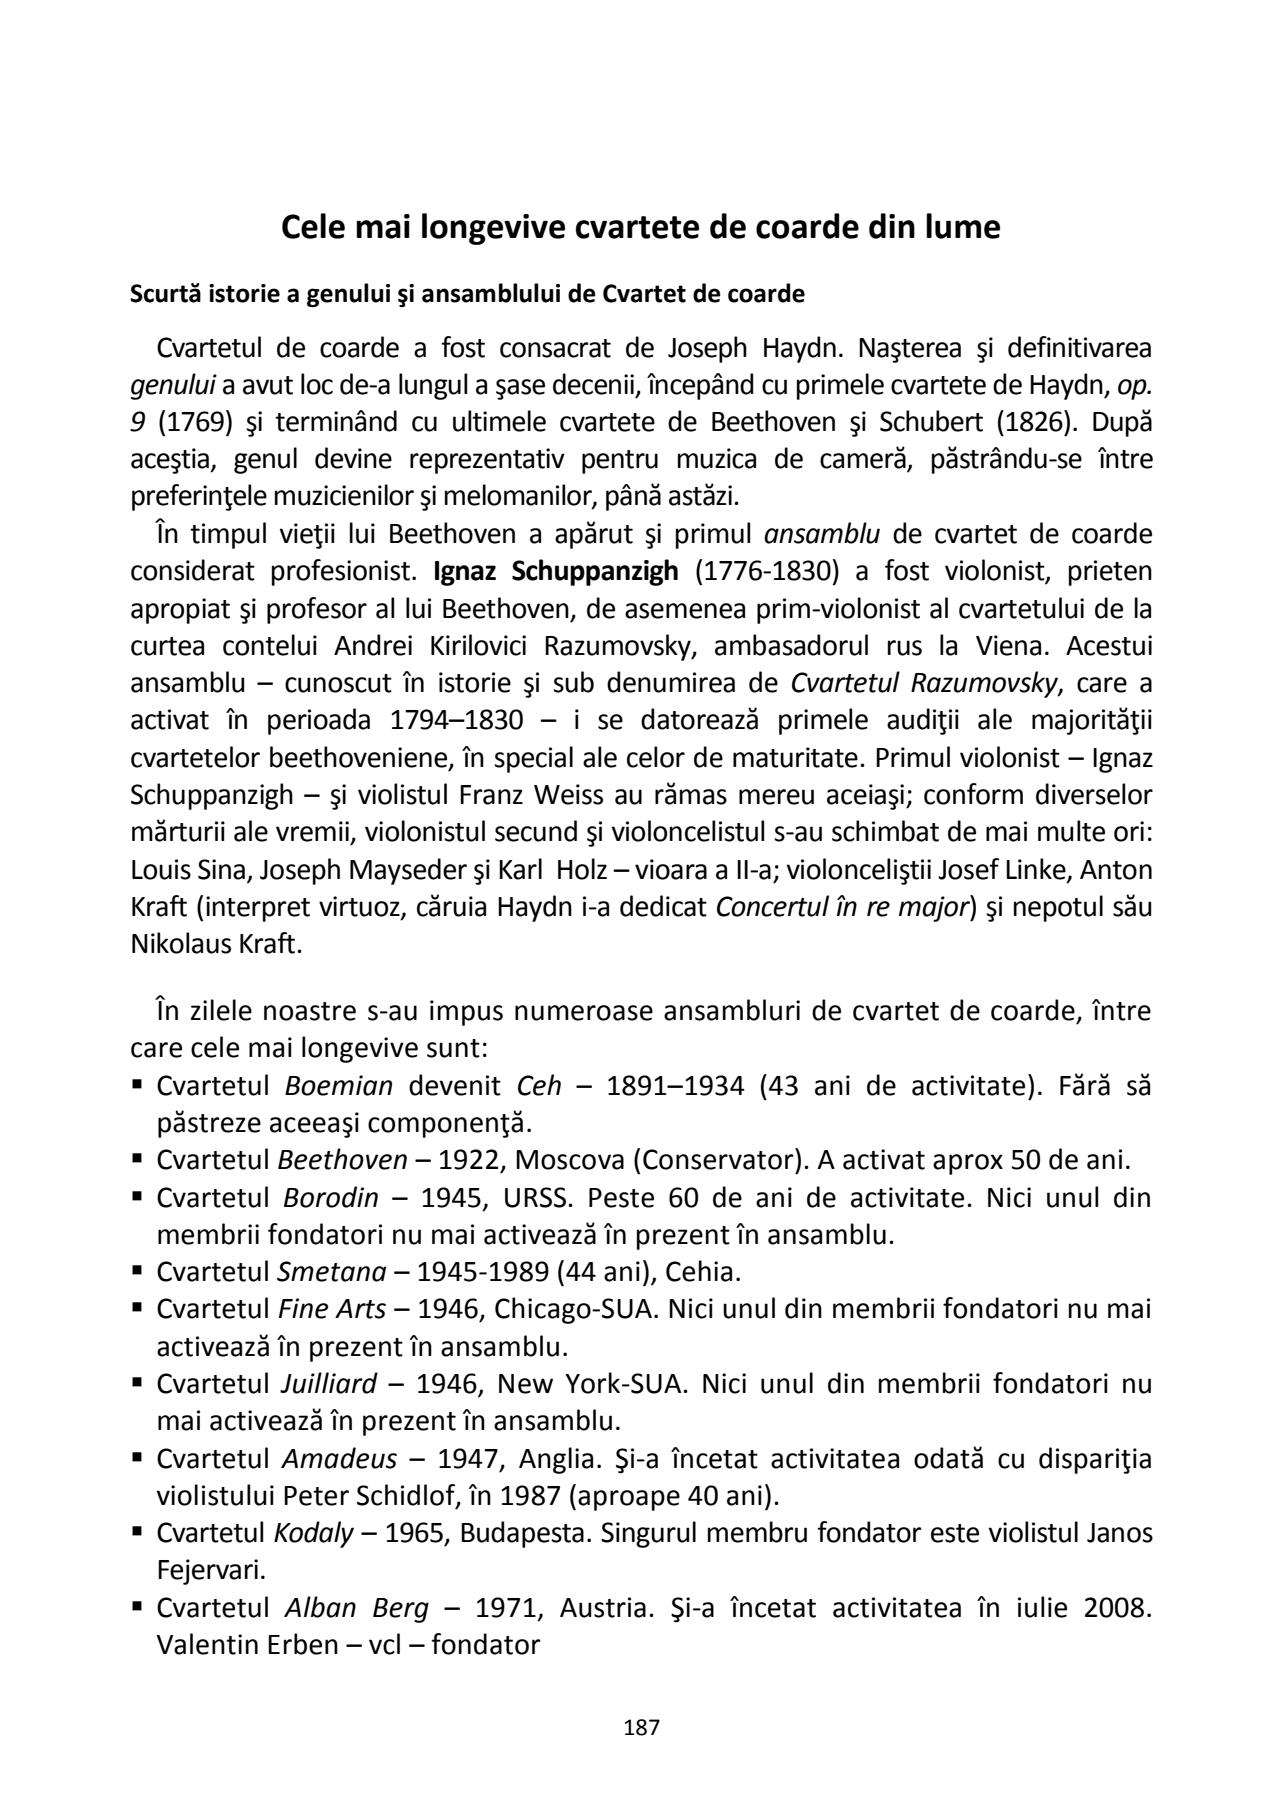 Cele mai longevive cvartete de coarde din lume
Scurtă istorie a genului şi ansamblului de Cvartet de coarde
Cvartetul de coarde a fost consacrat de Joseph Haydn. Naşterea şi definitivarea
genului a avut loc de-a lungul a şase decenii, începând cu primele cvartete de Haydn, op.
9 (1769) şi terminând cu ultimele cvartete de Beethoven şi Schubert (1826). După
aceştia, genul devine reprezentativ pentru muzica de cameră, păstrându-se între
preferinţele muzicienilor şi melomanilor, până astăzi.
În timpul vieţii lui Beethoven a apărut şi primul ansamblu de cvartet de coarde
considerat profesionist. Ignaz Schuppanzigh (1776-1830) a fost violonist, prieten
apropiat şi profesor al lui Beethoven, de asemenea prim-violonist al cvartetului de la
curtea contelui Andrei Kirilovici Razumovsky, ambasadorul rus la Viena. Acestui
ansamblu – cunoscut în istorie şi sub denumirea de Cvartetul Razumovsky, care a
activat în perioada 1794–1830 – i se datorează primele audiţii ale majorităţii
cvartetelor beethoveniene, în special ale celor de maturitate. Primul violonist – Ignaz
Schuppanzigh – şi violistul Franz Weiss au rămas mereu aceiaşi; conform diverselor
mărturii ale vremii, violonistul secund şi violoncelistul s-au schimbat de mai multe ori:
Louis Sina, Joseph Mayseder şi Karl Holz – vioara a II-a; violonceliştii Josef Linke, Anton
Kraft (interpret virtuoz, căruia Haydn i-a dedicat Concertul în re major) şi nepotul său
Nikolaus Kraft.
În zilele noastre s-au impus numeroase ansambluri de cvartet de coarde, între
care cele mai longevive sunt:
▪ Cvartetul Boemian devenit Ceh – 1891–1934 (43 ani de activitate). Fără să
păstreze aceeaşi componenţă.
▪ Cvartetul Beethoven – 1922, Moscova (Conservator). A activat aprox 50 de ani.
▪ Cvartetul Borodin – 1945, URSS. Peste 60 de ani de activitate. Nici unul din
membrii fondatori nu mai activează în prezent în ansamblu.
▪ Cvartetul Smetana – 1945-1989 (44 ani), Cehia.
▪ Cvartetul Fine Arts – 1946, Chicago-SUA. Nici unul din membrii fondatori nu mai
activează în prezent în ansamblu.
▪ Cvartetul Juilliard – 1946, New York-SUA. Nici unul din membrii fondatori nu
mai activează în prezent în ansamblu.
▪ Cvartetul Amadeus – 1947, Anglia. Şi-a încetat activitatea odată cu dispariţia
violistului Peter Schidlof, în 1987 (aproape 40 ani).
▪ Cvartetul Kodaly – 1965, Budapesta. Singurul membru fondator este violistul Janos
Fejervari.
▪ Cvartetul Alban Berg – 1971, Austria. Şi-a încetat activitatea în iulie 2008.
Valentin Erben – vcl – fondator
187